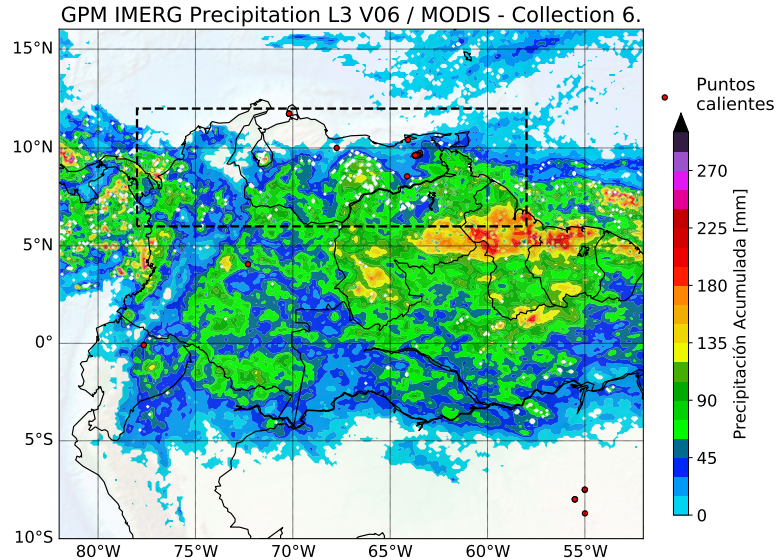 GPM IMERG Precipitation L3 V06 / MODIS - Collection 6.
15°N
10°N
5°N
0°
5°S
10°S
80°W
75°W
70°W
65°W
60°W
55°W
Puntos
calientes
270
225
180
135
90
45
0
Precipitación Acumulada [mm]